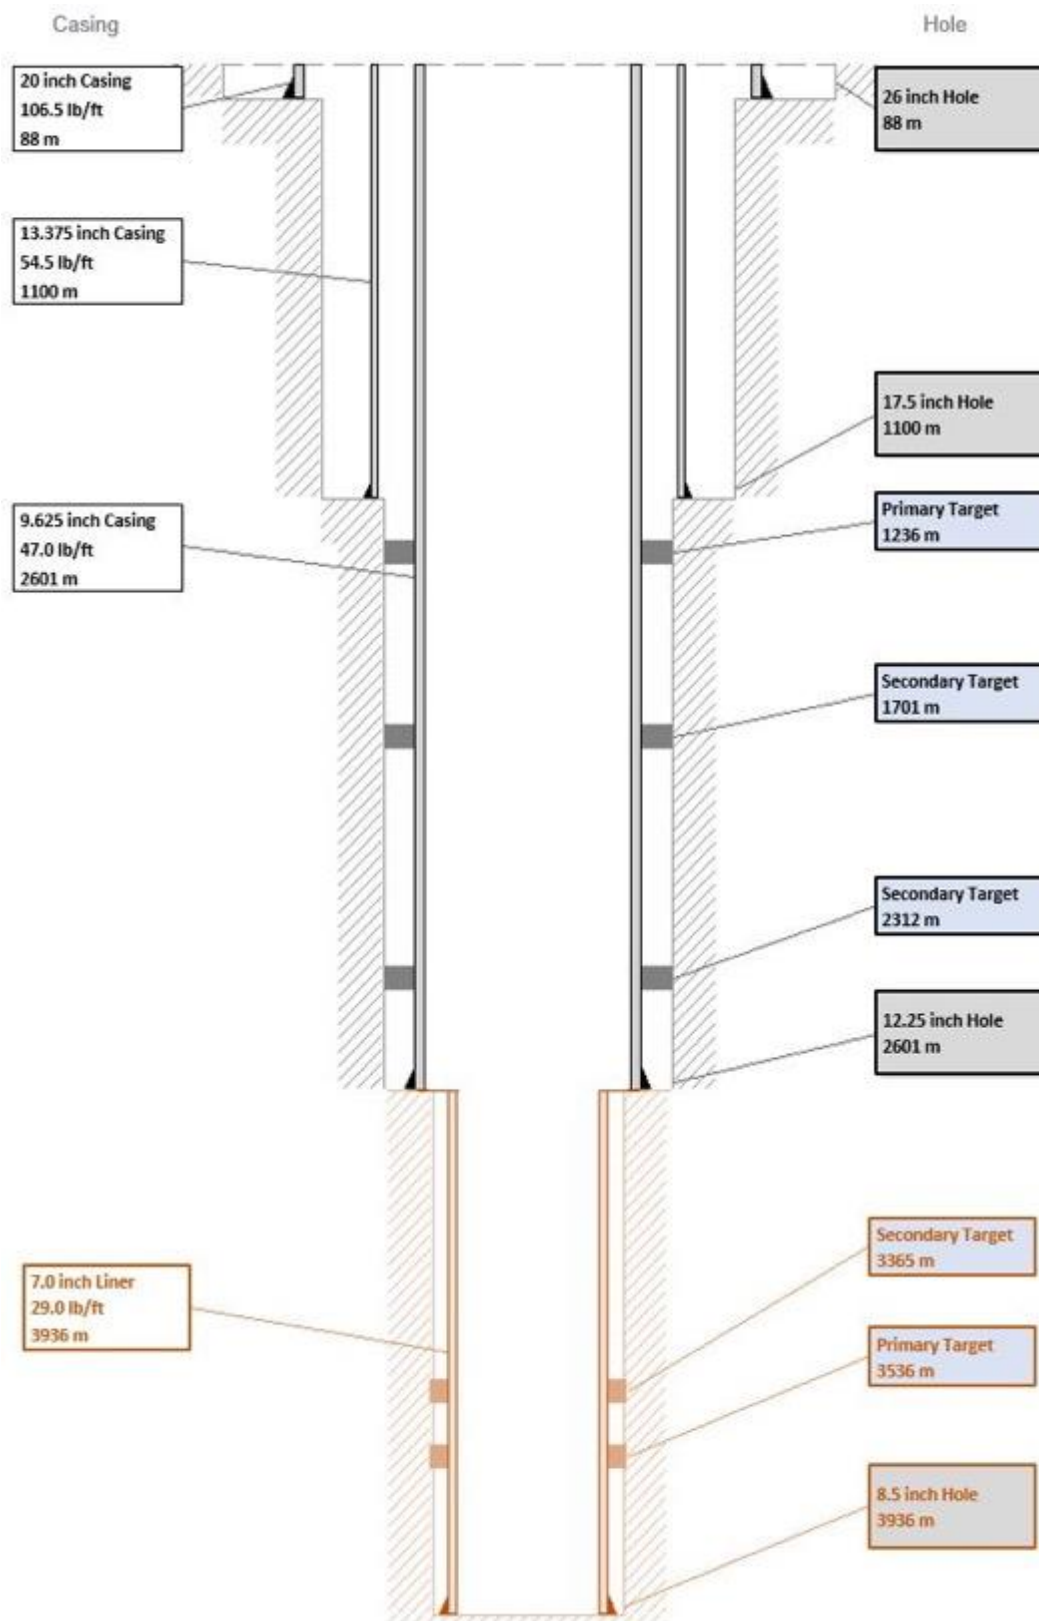 Casing
Hole
20 inch Casing
106.5 lb/ft
88 m
26 inch Hole
88 m
13.375 inch Casing
54.5 lb/ft
1100 m
17.5 inch Hole
1100 m
9.625 inch Casing
47.0 lb/ft
2601 m
Primary Target
1236 m
Secondary Target
1701 m
Secondary Target
2312 m
12.25 inch Hole
2601 m
Secondary Target
3365 m
7.0 inch Liner
29.0 lb/ft
3936 m
Primary Target
3536 m
8.5 inch Hole
3936 m